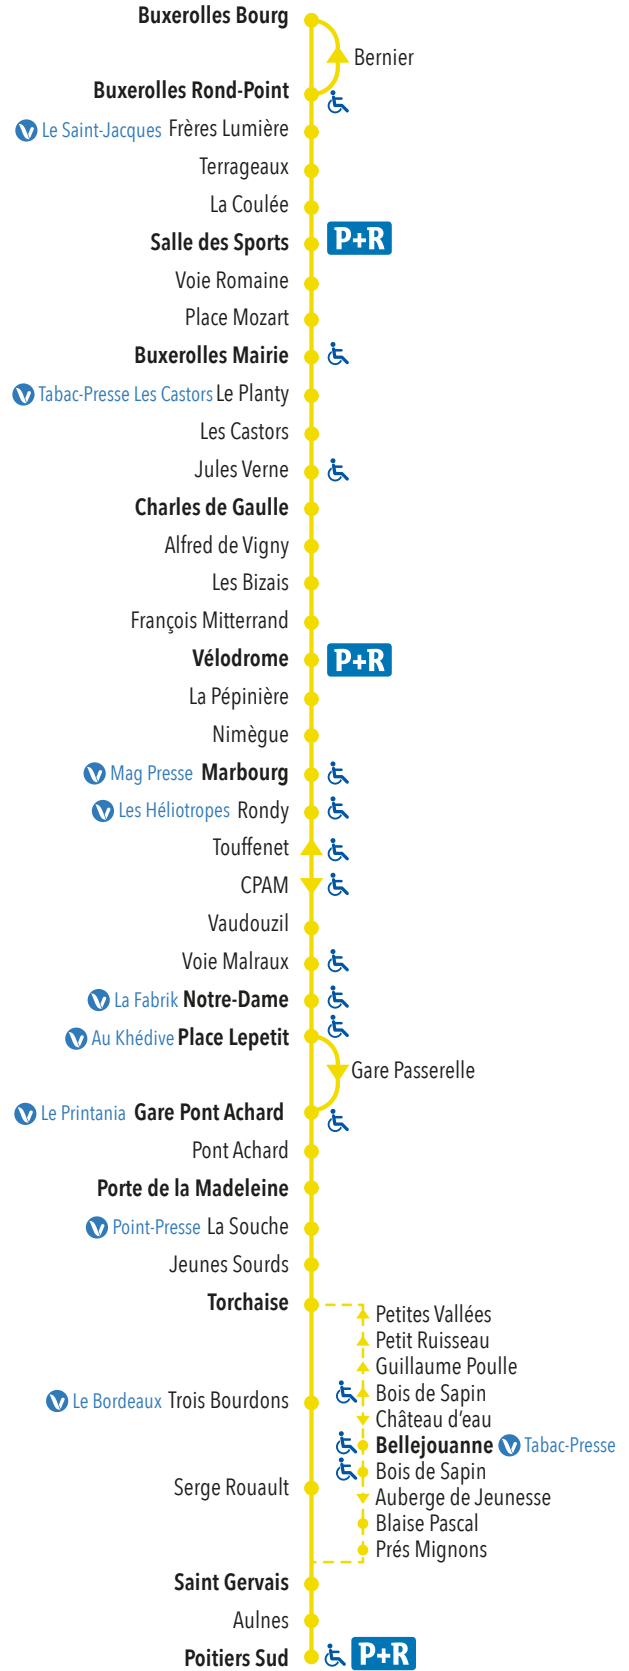 Buxerolles Bourg
Bernier
Buxerolles Rond-Point
Le Saint-Jacques Frères Lumière
Terrageaux
La Coulée
Salle des Sports P+R
Voie Romaine
Place Mozart
Buxerolles Mairie
Tabac-Presse Les Castors Le Planty
Les Castors
Jules Verne
Charles de Gaulle
Alfred de Vigny
Les Bizais
François Mitterrand
Vélodrome P+R
La Pépinière
Nimègue
Mag Presse Marbourg
Les Héliotropes Rondy
Touffenet
CPAM
Vaudouzil
Voie Malraux
La Fabrik Notre-Dame
Au Khédive Place Lepetit
Gare Passerelle
Le Printania Gare Pont Achard
Pont Achard
Porte de la Madeleine
Point-Presse La Souche
Jeunes Sourds
Torchaise
Petites Vallées
Petit Ruisseau
Guillaume Poulle
Bois de Sapin
Le Bordeaux Trois Bourdons
Château d'eau
Bellejouanne Tabac-Presse
Bois de Sapin
Serge Rouault
Auberge de Jeunesse
Blaise Pascal
Prés Mignons
Saint Gervais
Aulnes
Poitiers Sud P+R